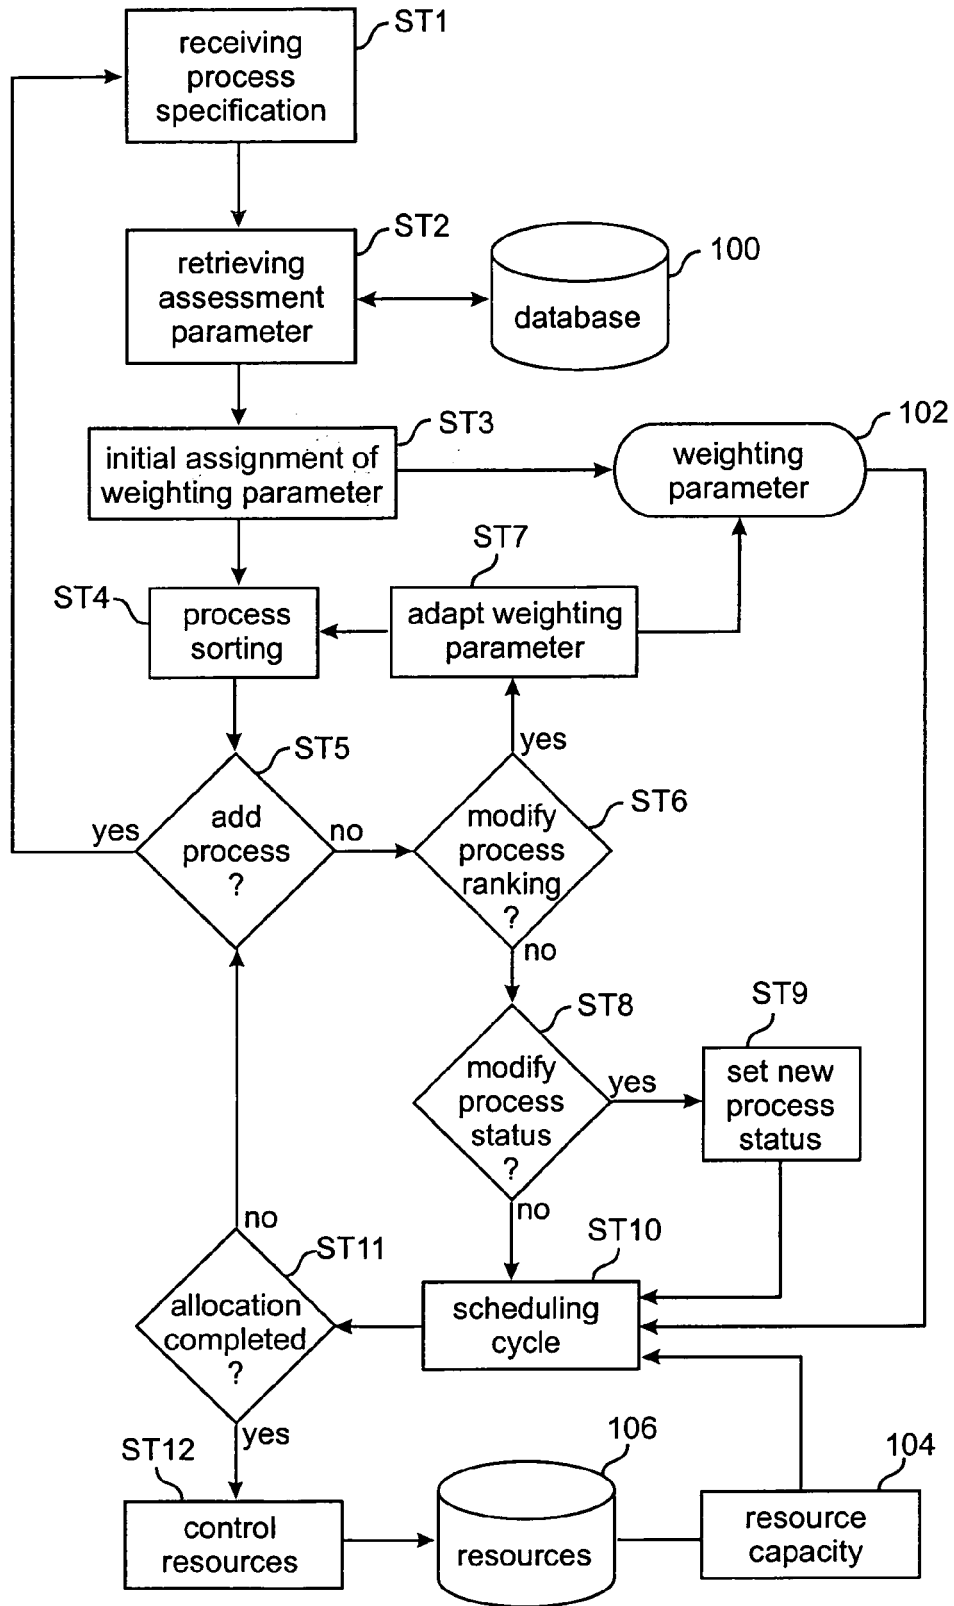 ST1
receiving
process
specification
ST2
retrieving
assessment
parameter
100
database
ST3
initial assignment of
weighting parameter
102
weighting
parameter
ST4
process
sorting
ST7
adapt weighting
parameter
yes
ST5
add
process
?
yes
no
ST6
modify
process
ranking
?
no
ST8
modify
process
status
?
yes
ST9
set new
process
status
no
ST10
scheduling
cycle
no
ST11
allocation
completed
?
yes
ST12
control
resources
106
resources
104
resource
capacity